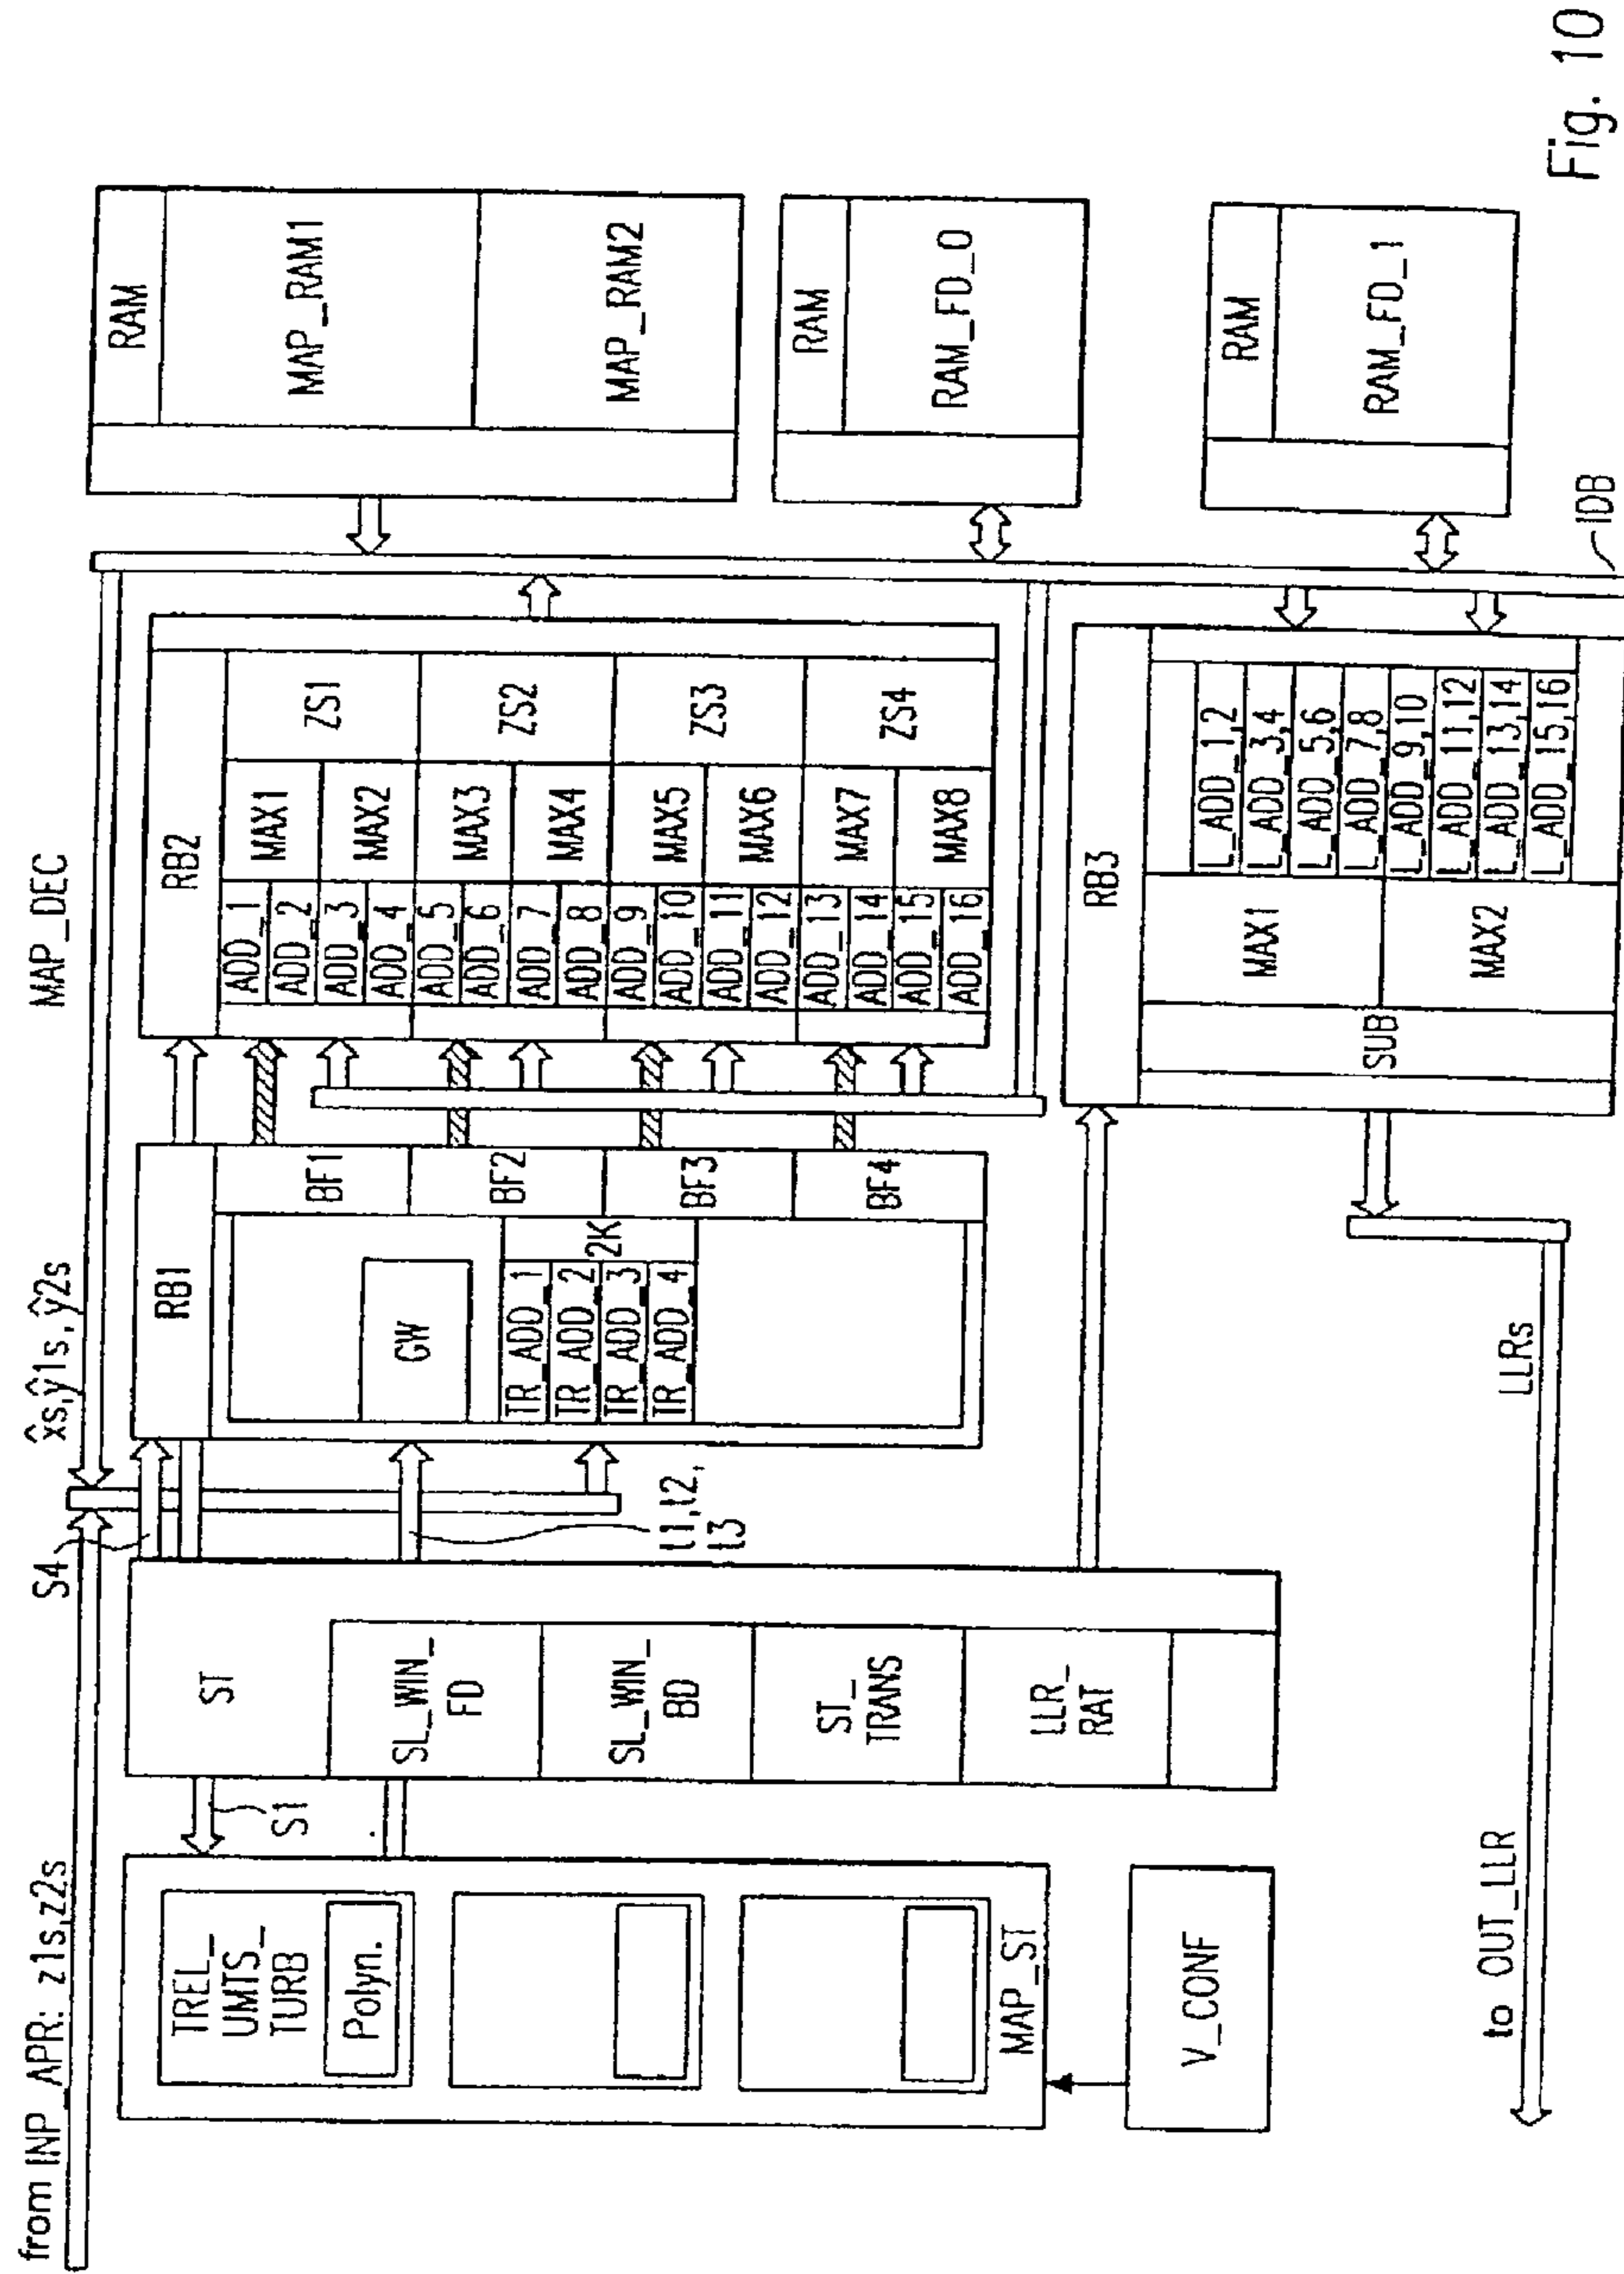 MAP_DEC
from INP_APR: z1s,z2s
S4
x̂s,ŷ1s,ŷ2s
TREL_
UMTS_
TURB
Polyn.
MAP_ST
V_CONF
S1
ST
SL_WIN_
FD
SL_WIN_
BD
ST_
TRANS
LLR_
RAT
t1,t2,
t3
RB1
GW
TR_ADD_1
TR_ADD_2
TR_ADD_3
TR_ADD_4
2K
BF1
BF2
BF3
BF4
RB2
ADD_1
ADD_2
ADD_3
ADD_4
ADD_5
ADD_6
ADD_7
ADD_8
ADD_9
ADD_10
ADD_11
ADD_12
ADD_13
ADD_14
ADD_15
ADD_16
MAX1
MAX2
MAX3
MAX4
MAX5
MAX6
MAX7
MAX8
ZS1
ZS2
ZS3
ZS4
RB3
SUB
MAX1
MAX2
L_ADD_1,2
L_ADD_3,4
L_ADD_5,6
L_ADD_7,8
L_ADD_9,10
L_ADD_11,12
L_ADD_13,14
L_ADD_15,16
IDB
RAM
MAP_RAM1
MAP_RAM2
RAM
RAM_FD_0
RAM
RAM_FD_1
to OUT_LLR
LLRs
Fig. 10